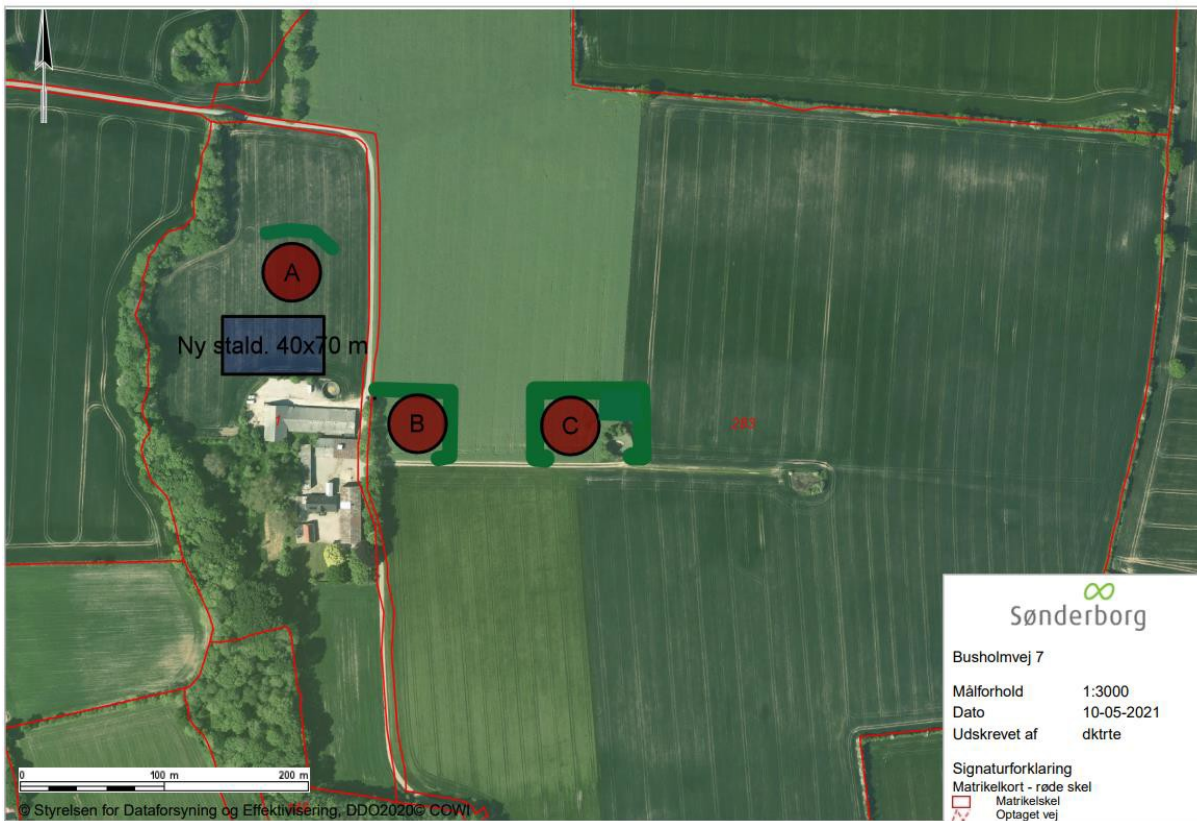 A
Ny stald. 40x70 m
B
C
283
Sønderborg
Busholmvej 7
Målforhold 1:3000
Dato 10-05-2021
Udskrevet af dktrte
Signaturforklaring
Matrikelkort - røde skel
Matrikelskel
Optaget vej
0 100 m 200 m
© Styrelsen for Dataforsyning og Effektivisering, DDO2020© COWI